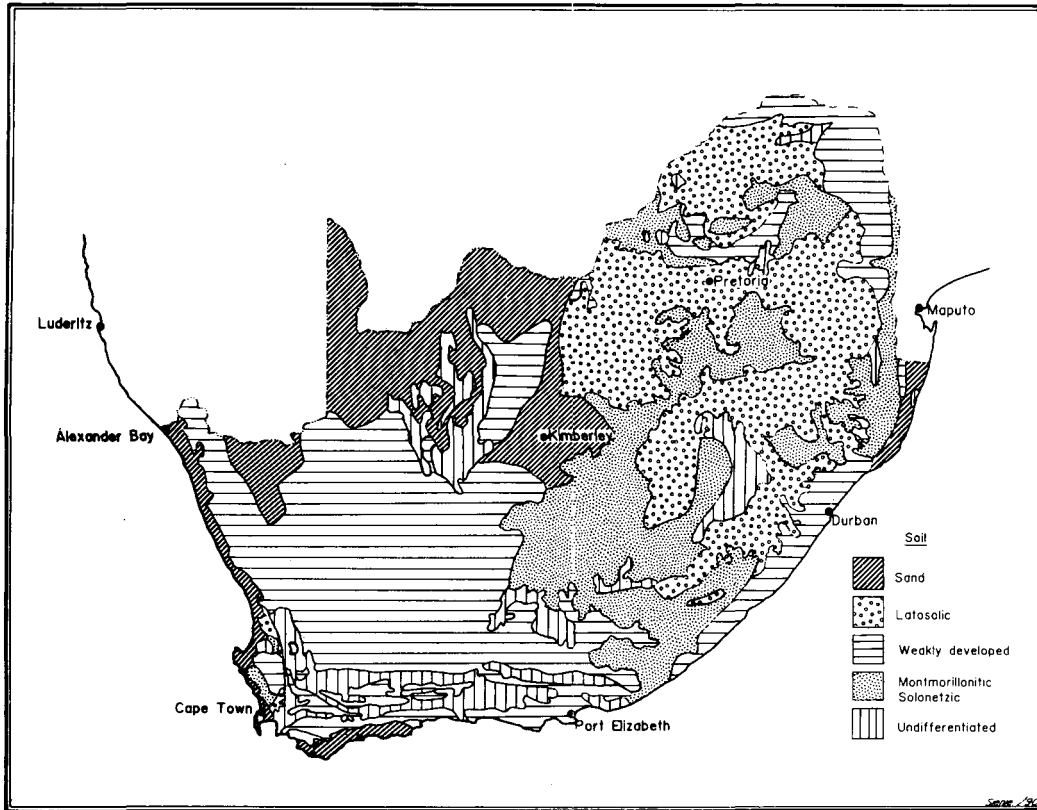 Pretoria
Luderitz
Maputo
Alexander Bay
Kimberley
Durban
Soil
Sand
Latosolic
Weakly developed
Montmorillonitic
Solonetzic
Cape Town
Port Elizabeth
Undifferentiated